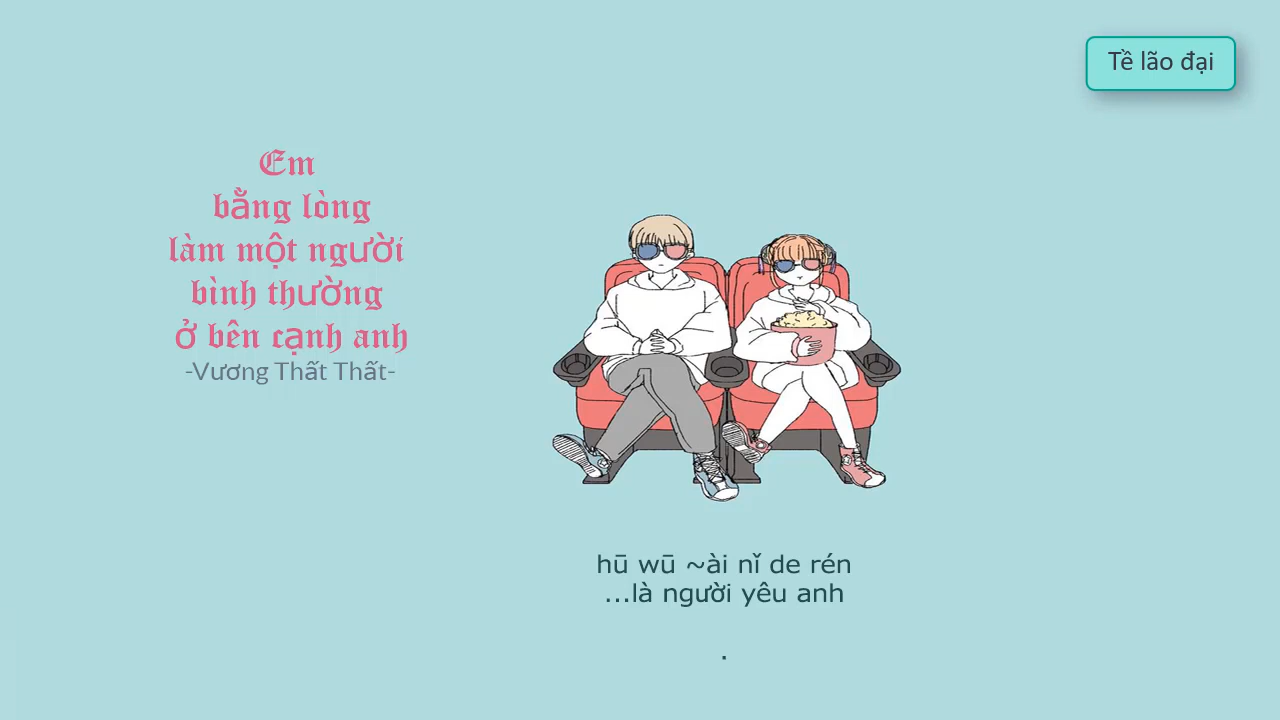 Tề lão đại
Em
bằng lòng
làm một người
bình thường
ở bên cạnh anh
-Vương Thất Thất-
hū wū ~ài nǐ de rén
...là người yêu anh
.